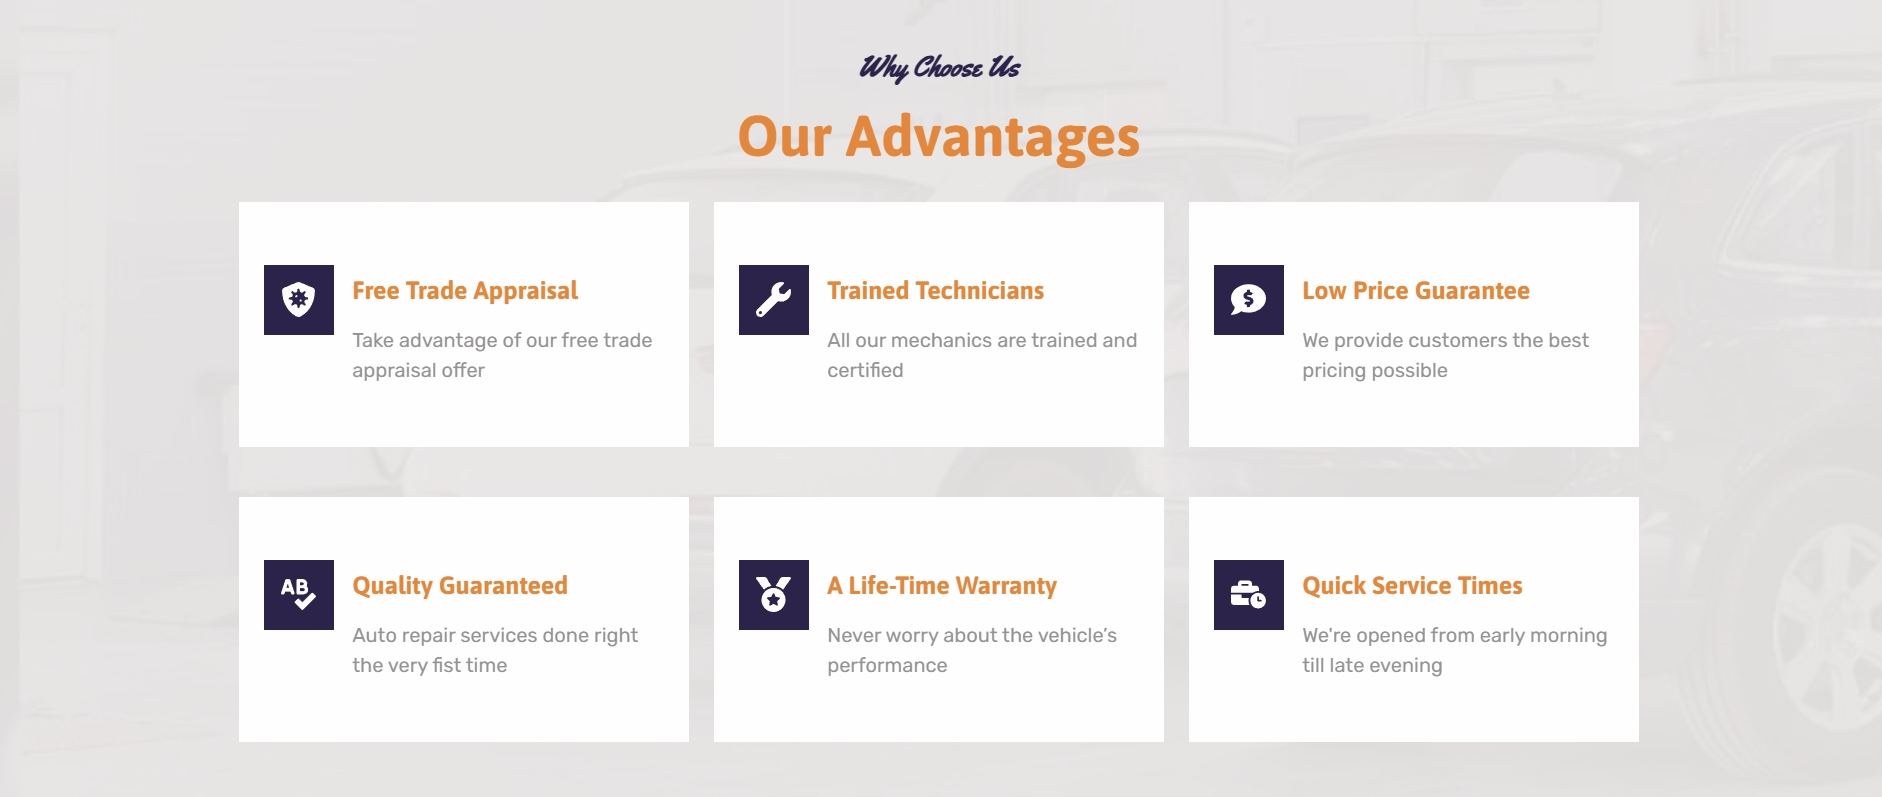 Why Choose Us
Our Advantages
Free Trade Appraisal
Take advantage of our free trade
appraisal offer
Trained Technicians
All our mechanics are trained and
certified
Low Price Guarantee
$
We provide customers the best
pricing possible
AB
Quality Guaranteed
Auto repair services done right
the very fist time
A Life-Time Warranty
Never worry about the vehicle’s
performance
Quick Service Times
We're opened from early morning
till late evening